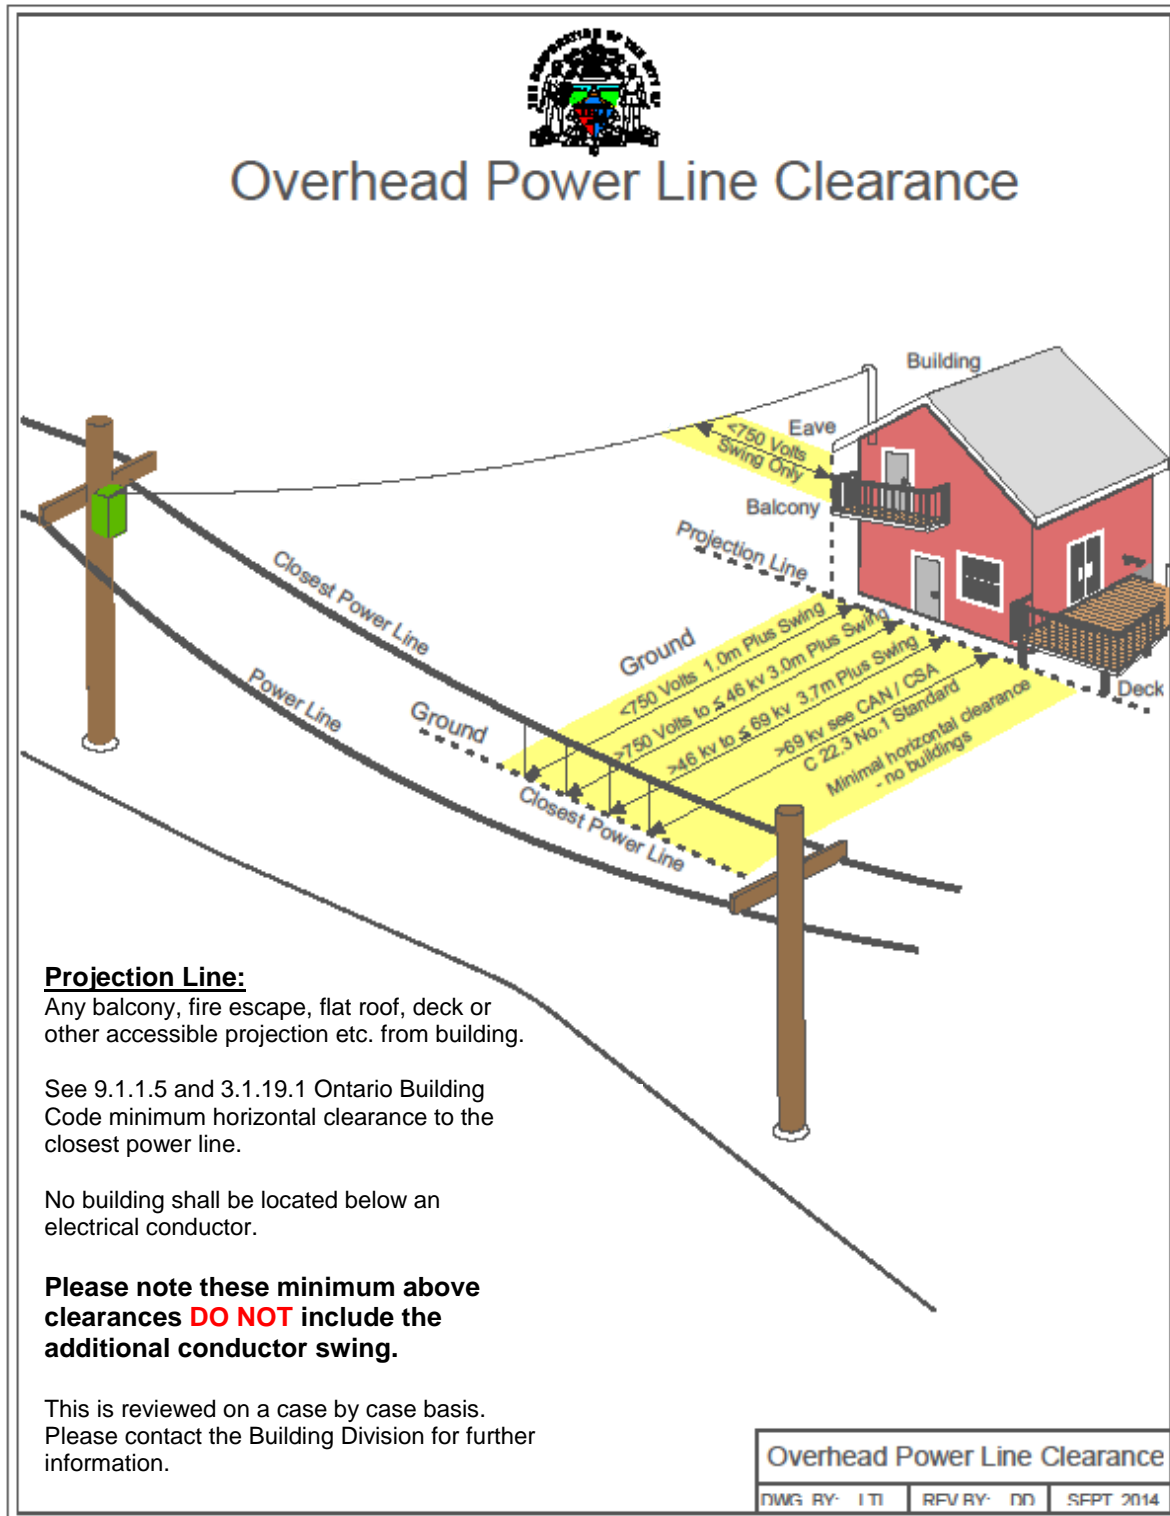 THE CORPORATION OF THE CITY OF
Overhead Power Line Clearance
Building
Eave
<750 Volts
Swing Only
Balcony
Projection Line
Closest Power Line
Ground
<750 Volts 1.0m Plus Swing
>750 Volts to ≤ 46 kv 3.0m Plus Swing
>46 kv to ≤ 69 kv 3.7m Plus Swing
>69 kv see CAN / CSA
C 22.3 No.1 Standard
Minimal horizontal clearance
- no buildings
Deck
Power Line
Ground
Closest Power Line
Projection Line:
Any balcony, fire escape, flat roof, deck or
other accessible projection etc. from building.
See 9.1.1.5 and 3.1.19.1 Ontario Building
Code minimum horizontal clearance to the
closest power line.
No building shall be located below an
electrical conductor.
Please note these minimum above
clearances DO NOT include the
additional conductor swing.
This is reviewed on a case by case basis.
Please contact the Building Division for further
information.
Overhead Power Line Clearance
DWG. BY: LTL REV BY: DD SEPT. 2014